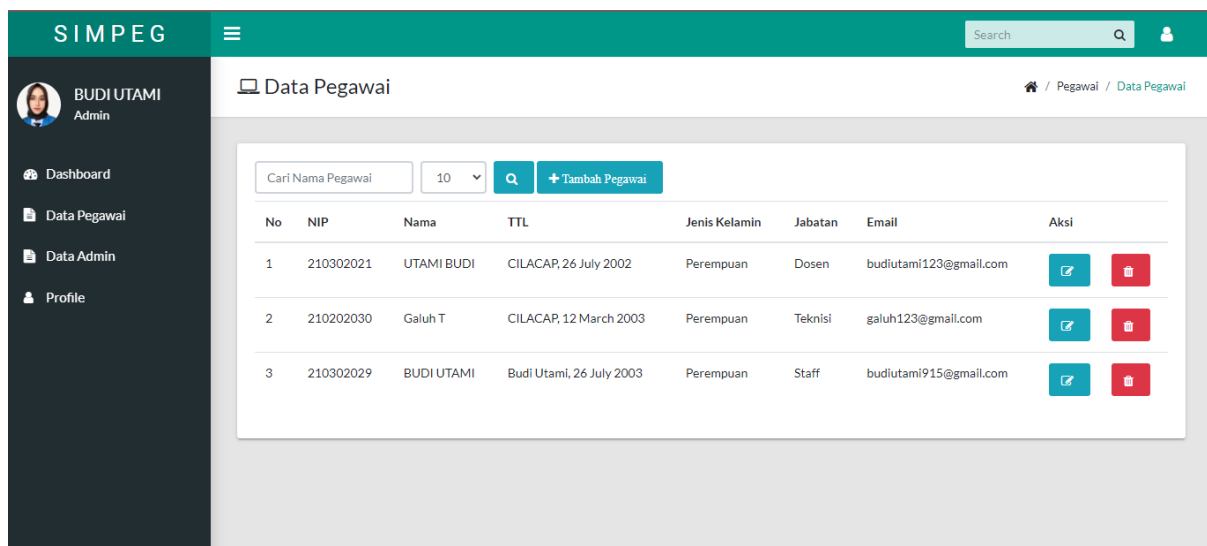 SIMPEG
Search
BUDI UTAMI
Admin
Data Pegawai
/ Pegawai / Data Pegawai
Dashboard
Data Pegawai
Data Admin
Profile
Cari Nama Pegawai 10 Tambah Pegawai
No NIP Nama TTL Jenis Kelamin Jabatan Email Aksi
1 210302021 UTAMI BUDI CILACAP, 26 July 2002 Perempuan Dosen budiutami123@gmail.com
2 210202030 Galuh T CILACAP, 12 March 2003 Perempuan Teknisi galuh123@gmail.com
3 210302029 BUDI UTAMI Budi Utami, 26 July 2003 Perempuan Staff budiutami915@gmail.com